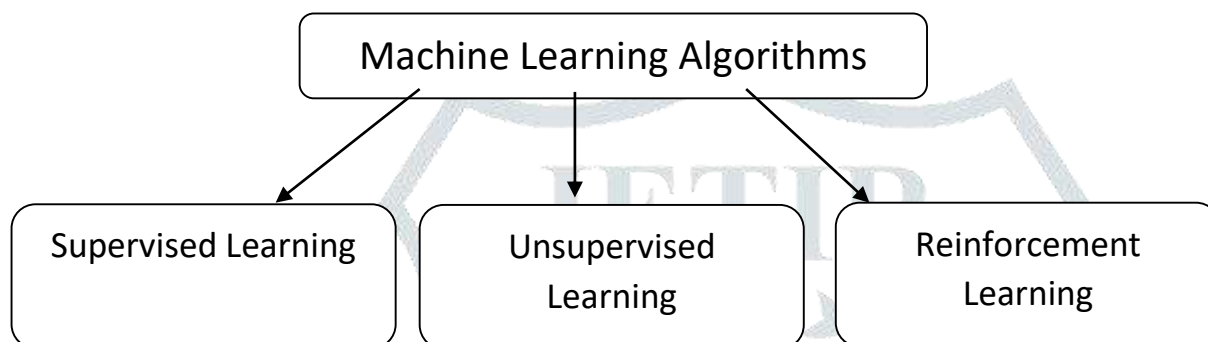 Machine Learning Algorithms
Supervised Learning
Unsupervised
Learning
Reinforcement
Learning